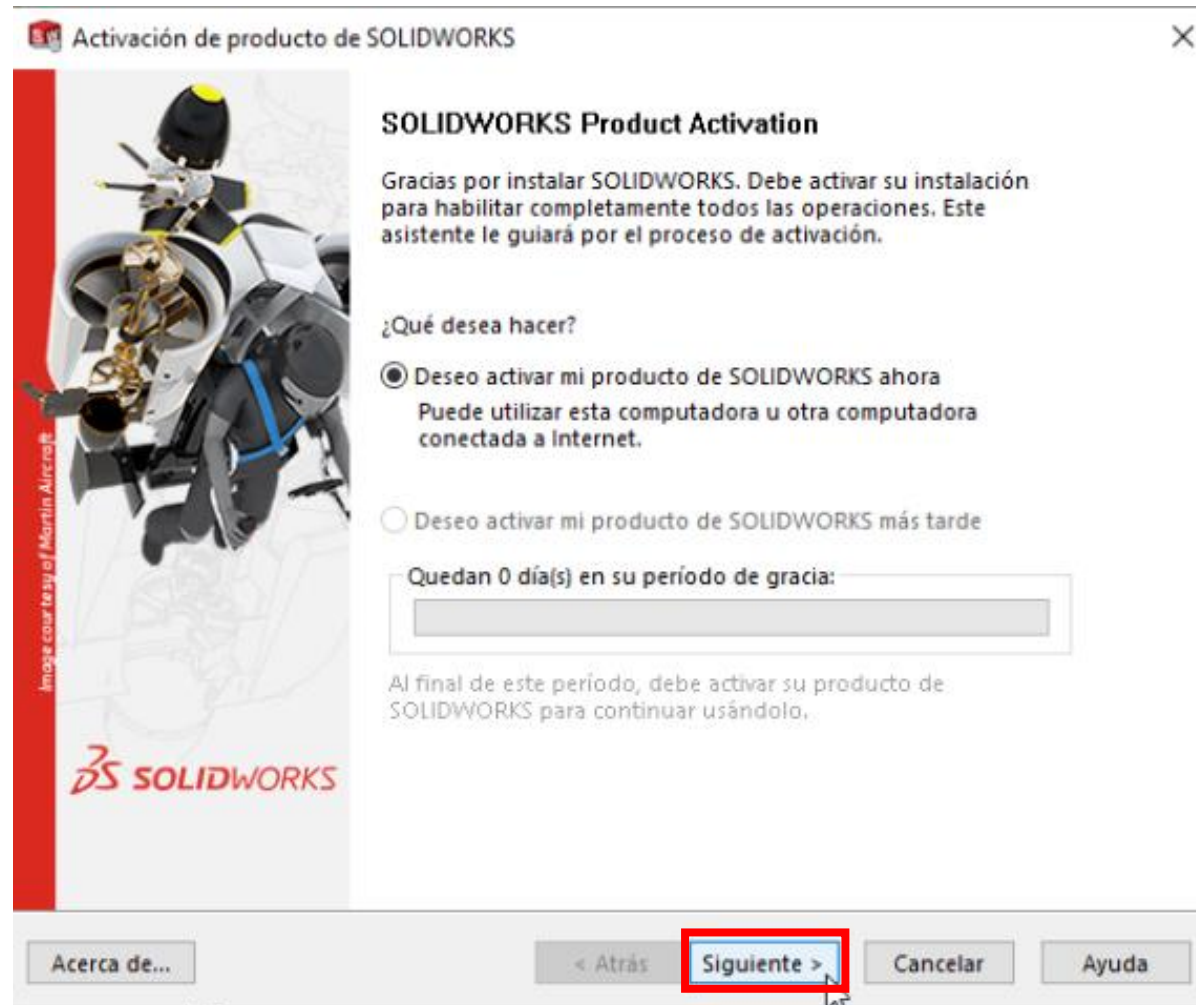 Activación de producto de SOLIDWORKS
SOLIDWORKS Product Activation
Gracias por instalar SOLIDWORKS. Debe activar su instalación
para habilitar completamente todos las operaciones. Este
asistente le guiará por el proceso de activación.
¿Qué desea hacer?
Deseo activar mi producto de SOLIDWORKS ahora
Puede utilizar esta computadora u otra computadora
conectada a Internet.
Deseo activar mi producto de SOLIDWORKS más tarde
Quedan 0 día(s) en su período de gracia:
Al final de este período, debe activar su producto de
SOLIDWORKS para continuar usándolo.
Image courtesy of Martin Aircraft
3S SOLIDWORKS
Acerca de...
< Atrás
Siguiente >
Cancelar
Ayuda